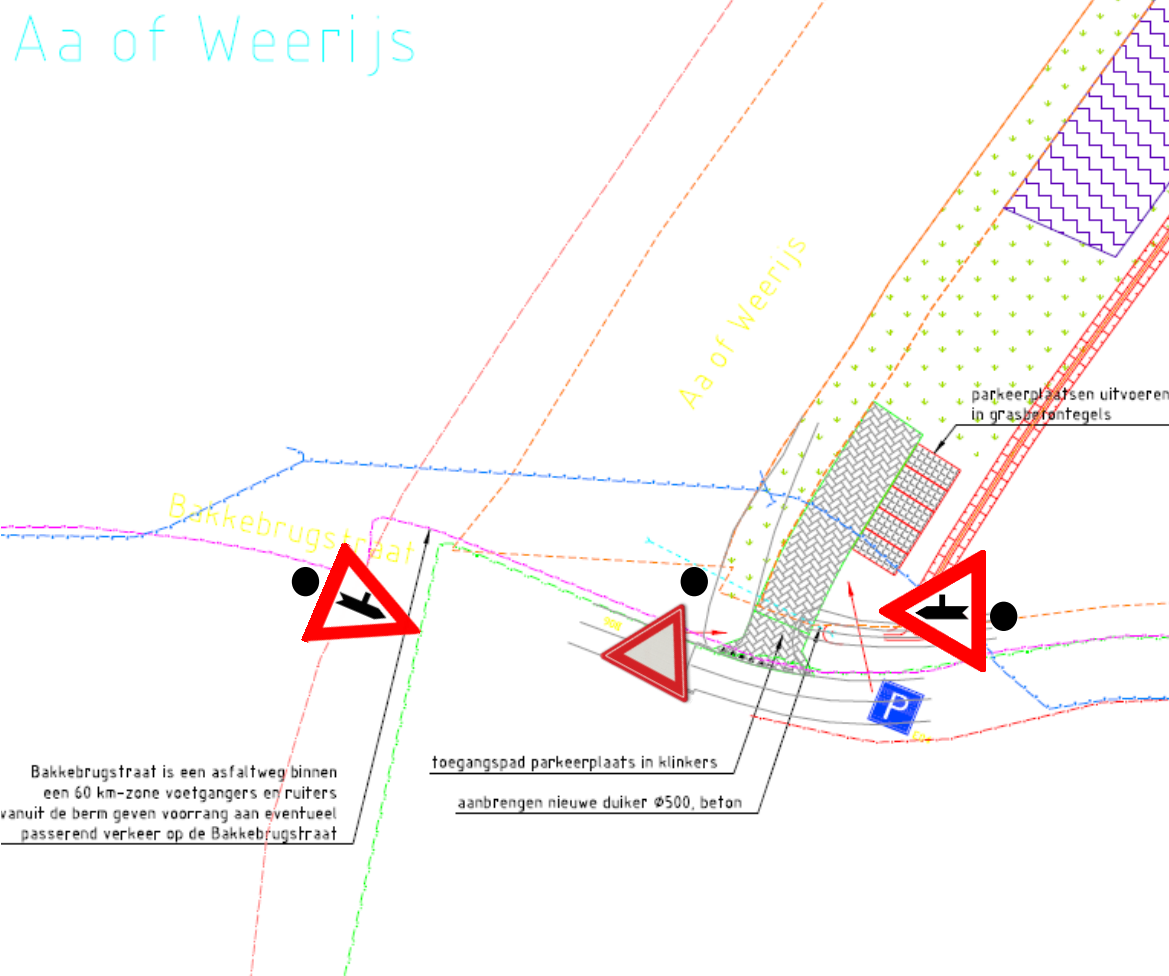 Aa of Weerijs
Aa of Weerijs
parkeerplaatsen uitvoeren
in grasbetontegels
Bakkebrugstraat
P
toegangspad parkeerplaats in klinkers
aanbrengen nieuwe duiker Ø500, beton
Bakkebrugstraat is een asfaltweg binnen
een 60 km-zone voetgangers en ruiters
vanuit de berm geven voorrang aan eventueel
passerend verkeer op de Bakkebrugstraat